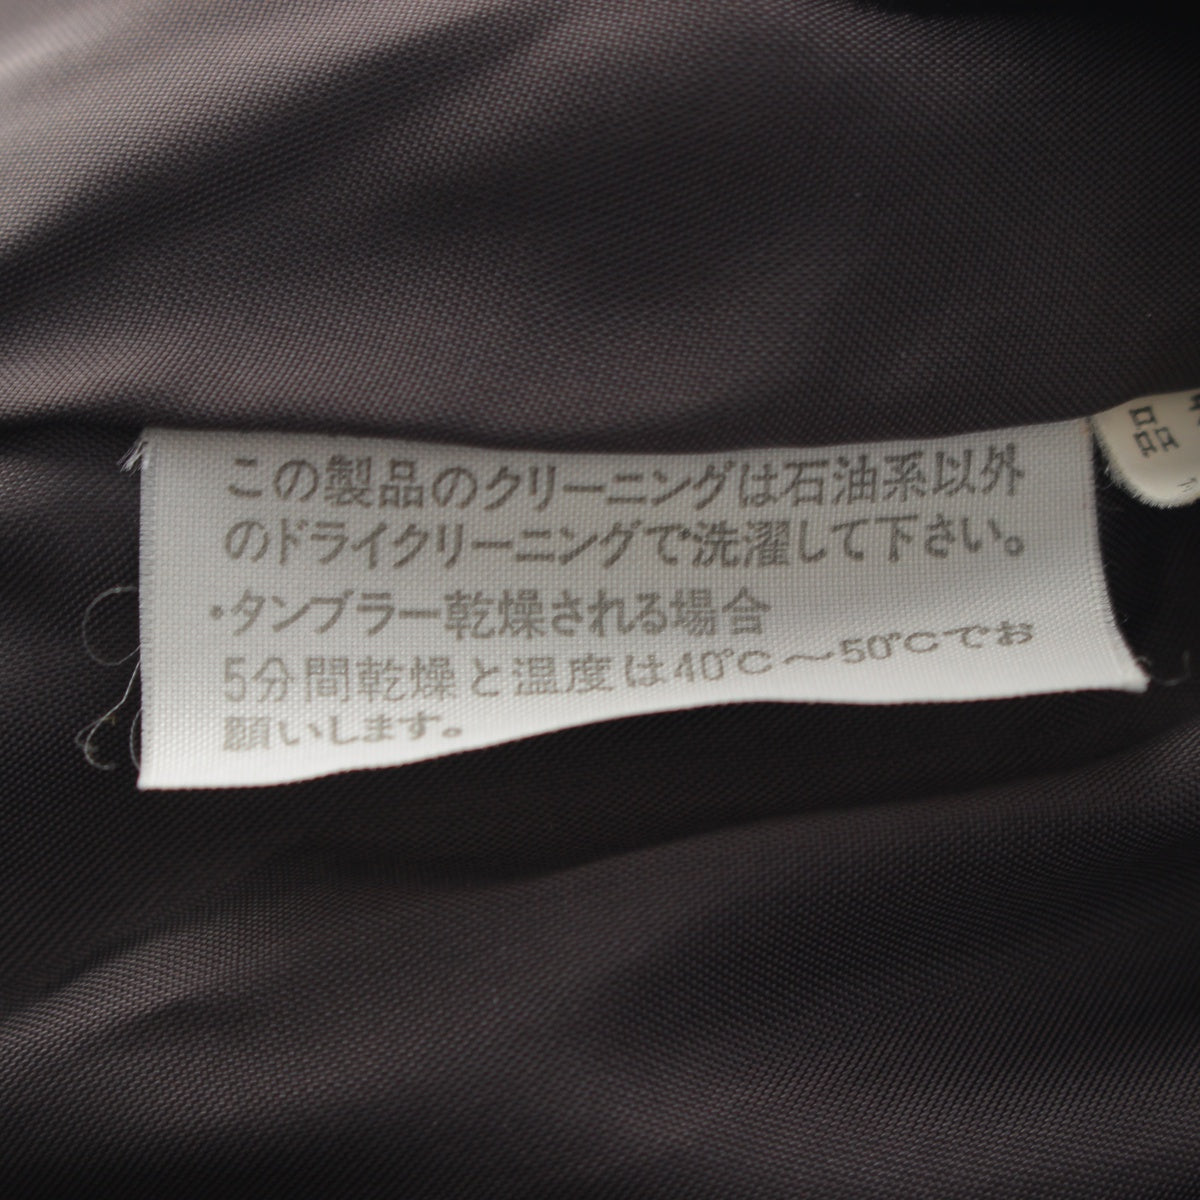 この製品のクリーニングは石油系以外
のドライクリーニングで洗濯して下さい。
・タンブラー乾燥される場合
5分間乾燥と温度は40℃～50℃でお
願いします。
品